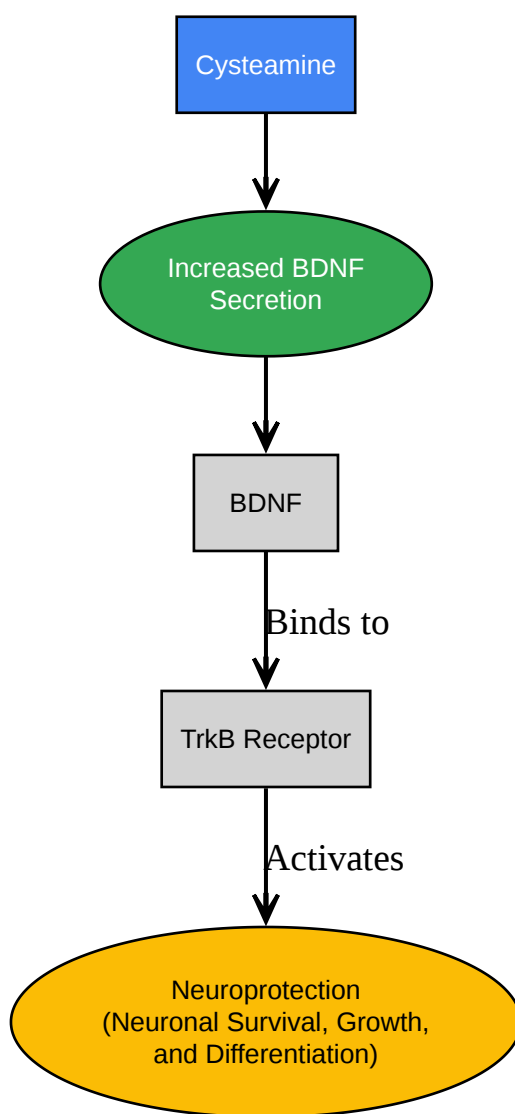 Cysteamine
Increased BDNF
Secretion
BDNF
Binds to
TrkB Receptor
Activates
Neuroprotection
(Neuronal Survival, Growth,
and Differentiation)